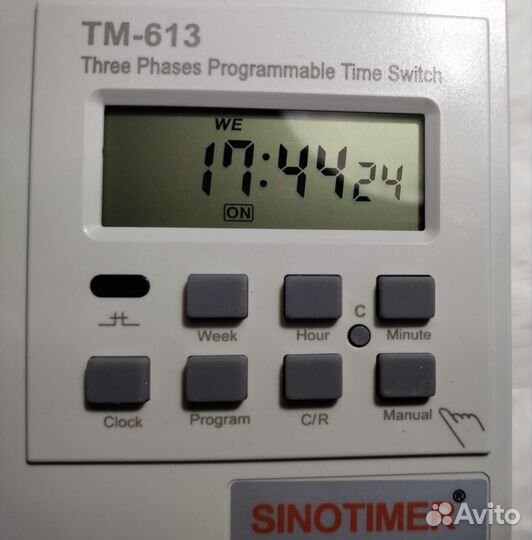 TM-613
Three Phases Programmable Time Switch
WE
17:44 24
ON
Week Hour C Minute
Clock Program C/R Manual
SINOTIMER®
Avito